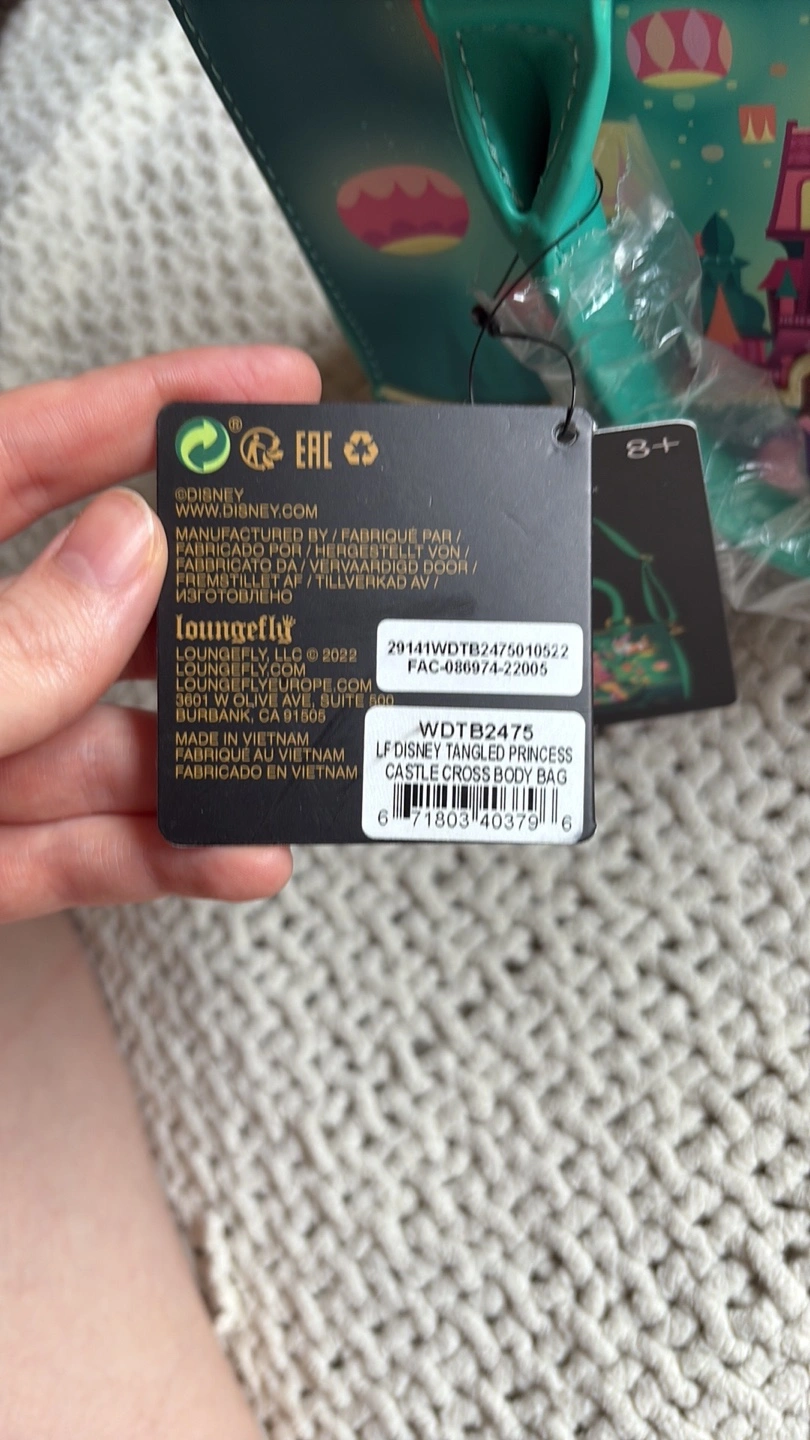 ®
EAC
8+
©DISNEY
WWW.DISNEY.COM
MANUFACTURED BY / FABRIQUÉ PAR /
FABRICADO POR / HERGESTELLT VON /
FABBRICATO DA / VERVAARDIGD DOOR /
FREMSTILLET AF / TILLVERKAD AV /
ИЗГОТОВЛЕНО
loungefly
LOUNGEFLY, LLC © 2022
LOUNGEFLY.COM
LOUNGEFLYEUROPE.COM
3601 W OLIVE AVE, SUITE 500
BURBANK, CA 91505
MADE IN VIETNAM
FABRIQUÉ AU VIETNAM
FABRICADO EN VIETNAM
29141WDTB2475010522
FAC-086974-22005
WDTB2475
LF DISNEY TANGLED PRINCESS
CASTLE CROSS BODY BAG
6 71803 40379 6